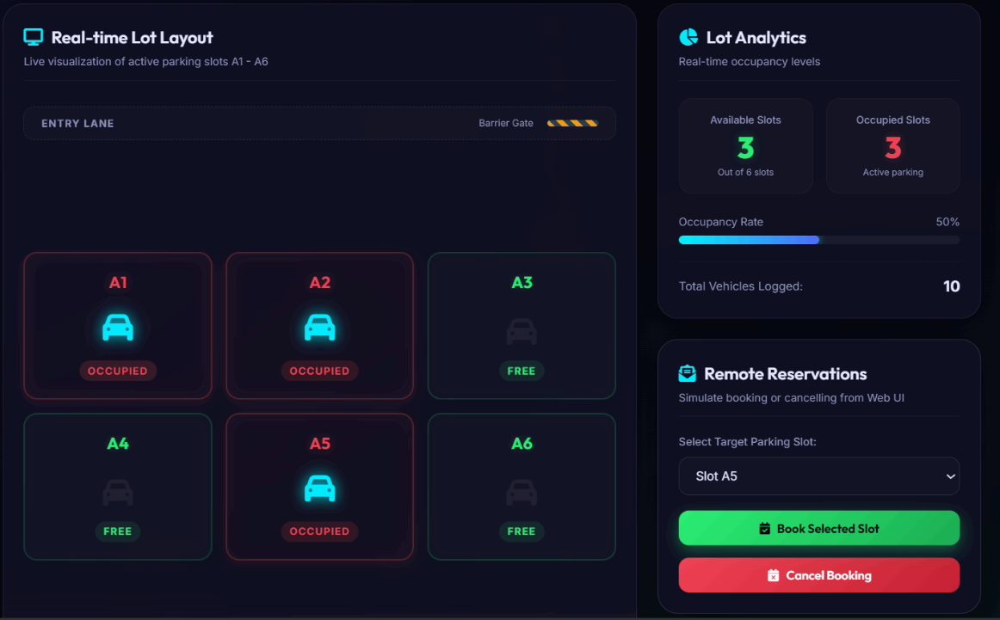 Real-time Lot Layout
Live visualization of active parking slots A1 - A6
ENTRY LANE
Barrier Gate
A1
OCCUPIED
A2
OCCUPIED
A3
FREE
A4
FREE
A5
OCCUPIED
A6
FREE
Lot Analytics
Real-time occupancy levels
Available Slots
3
Out of 6 slots
Occupied Slots
3
Active parking
Occupancy Rate
50%
Total Vehicles Logged:
10
Remote Reservations
Simulate booking or cancelling from Web UI
Select Target Parking Slot:
Slot A5
Book Selected Slot
Cancel Booking